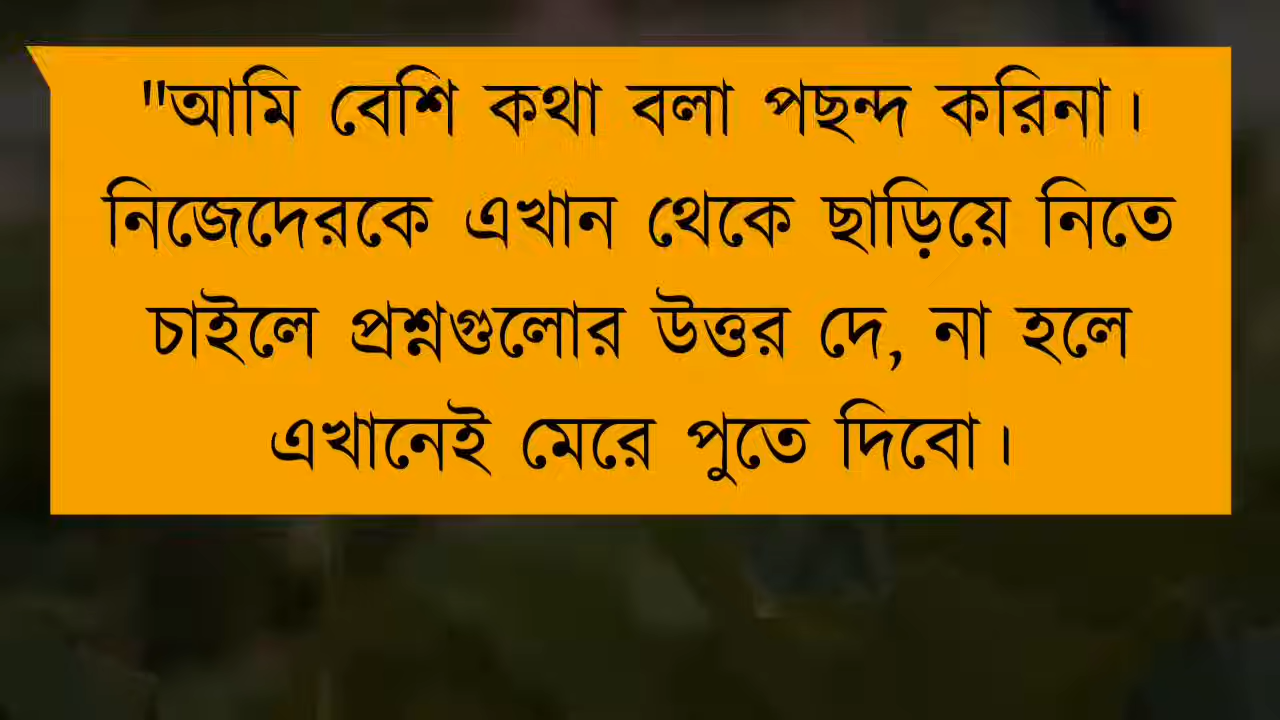 "আমি বেশি কথা বলা পছন্দ করিনা।
নিজেদেরকে এখান থেকে ছাড়িয়ে নিতে
চাইলে প্রশ্নগুলোর উত্তর দে, না হলে
এখানেই মেরে পুতে দিবো।